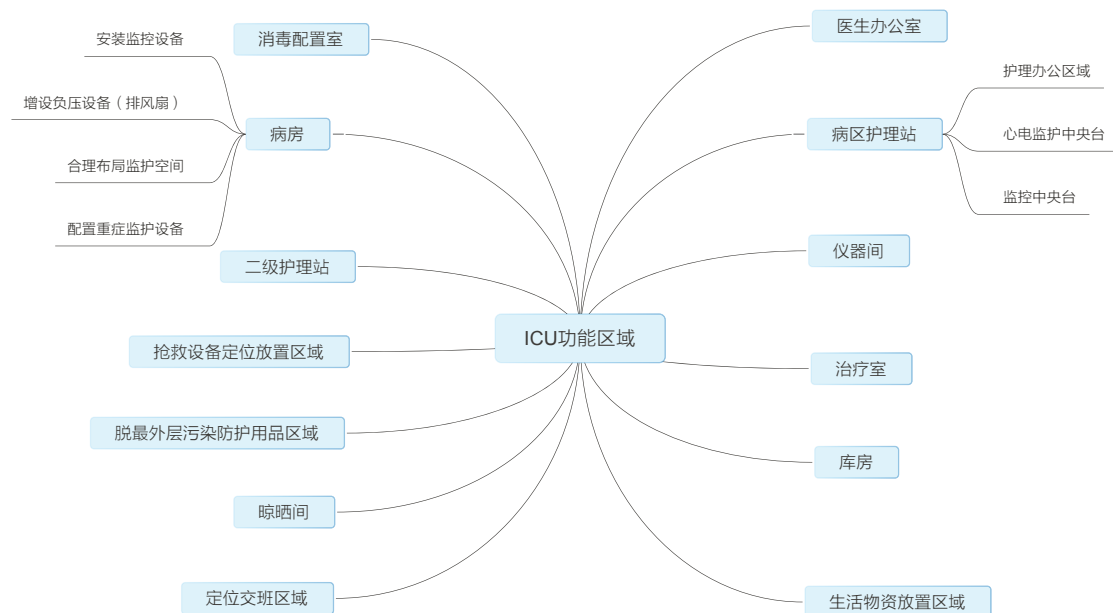 消毒配置室
安装监控设备
增设负压设备（排风扇）
病房
合理布局监护空间
配置重症监护设备
二级护理站
抢救设备定位放置区域
脱最外层污染防护用品区域
晾晒间
定位交班区域
ICU功能区域
医生办公室
护理办公区域
病区护理站
心电监护中央台
监控中央台
仪器间
治疗室
库房
生活物资放置区域